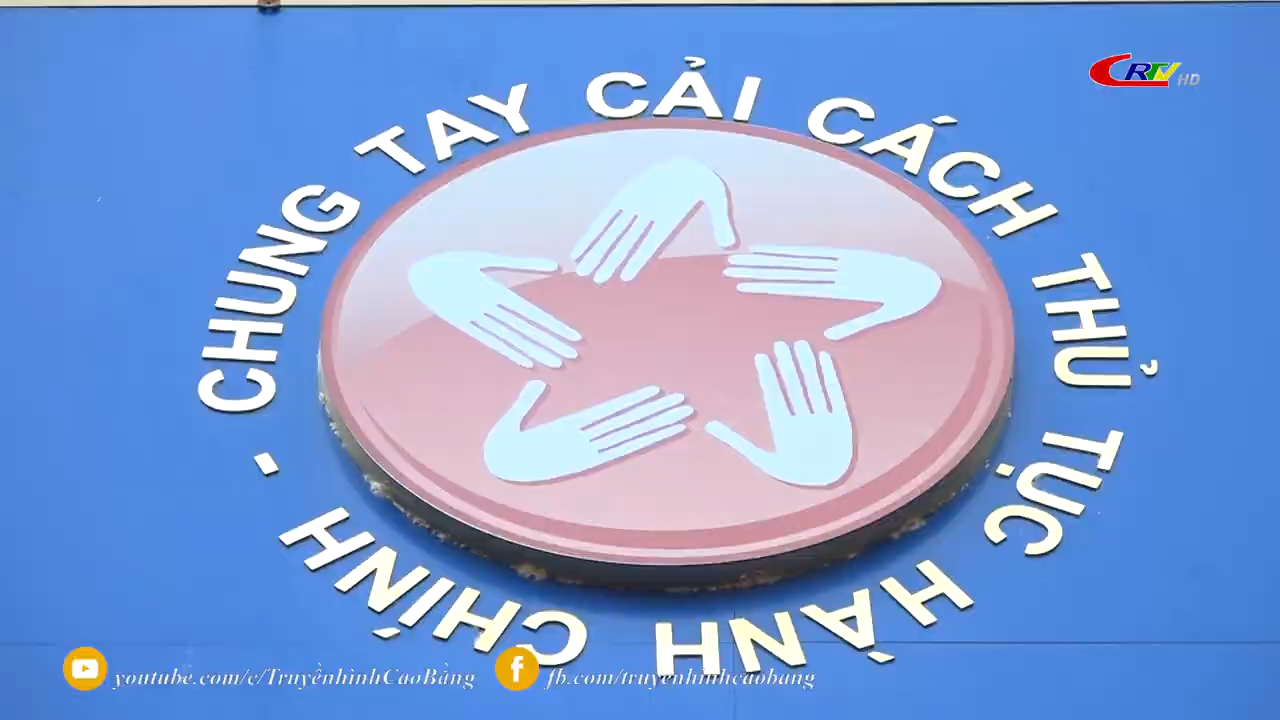 CRTV HD
CHUNG TAY CẢI CÁCH THỦ TỤC HÀNH CHÍNH -
youtube.com/c/TruyềnhìnhCaoBằng
fb.com/truyenhinhcaobang